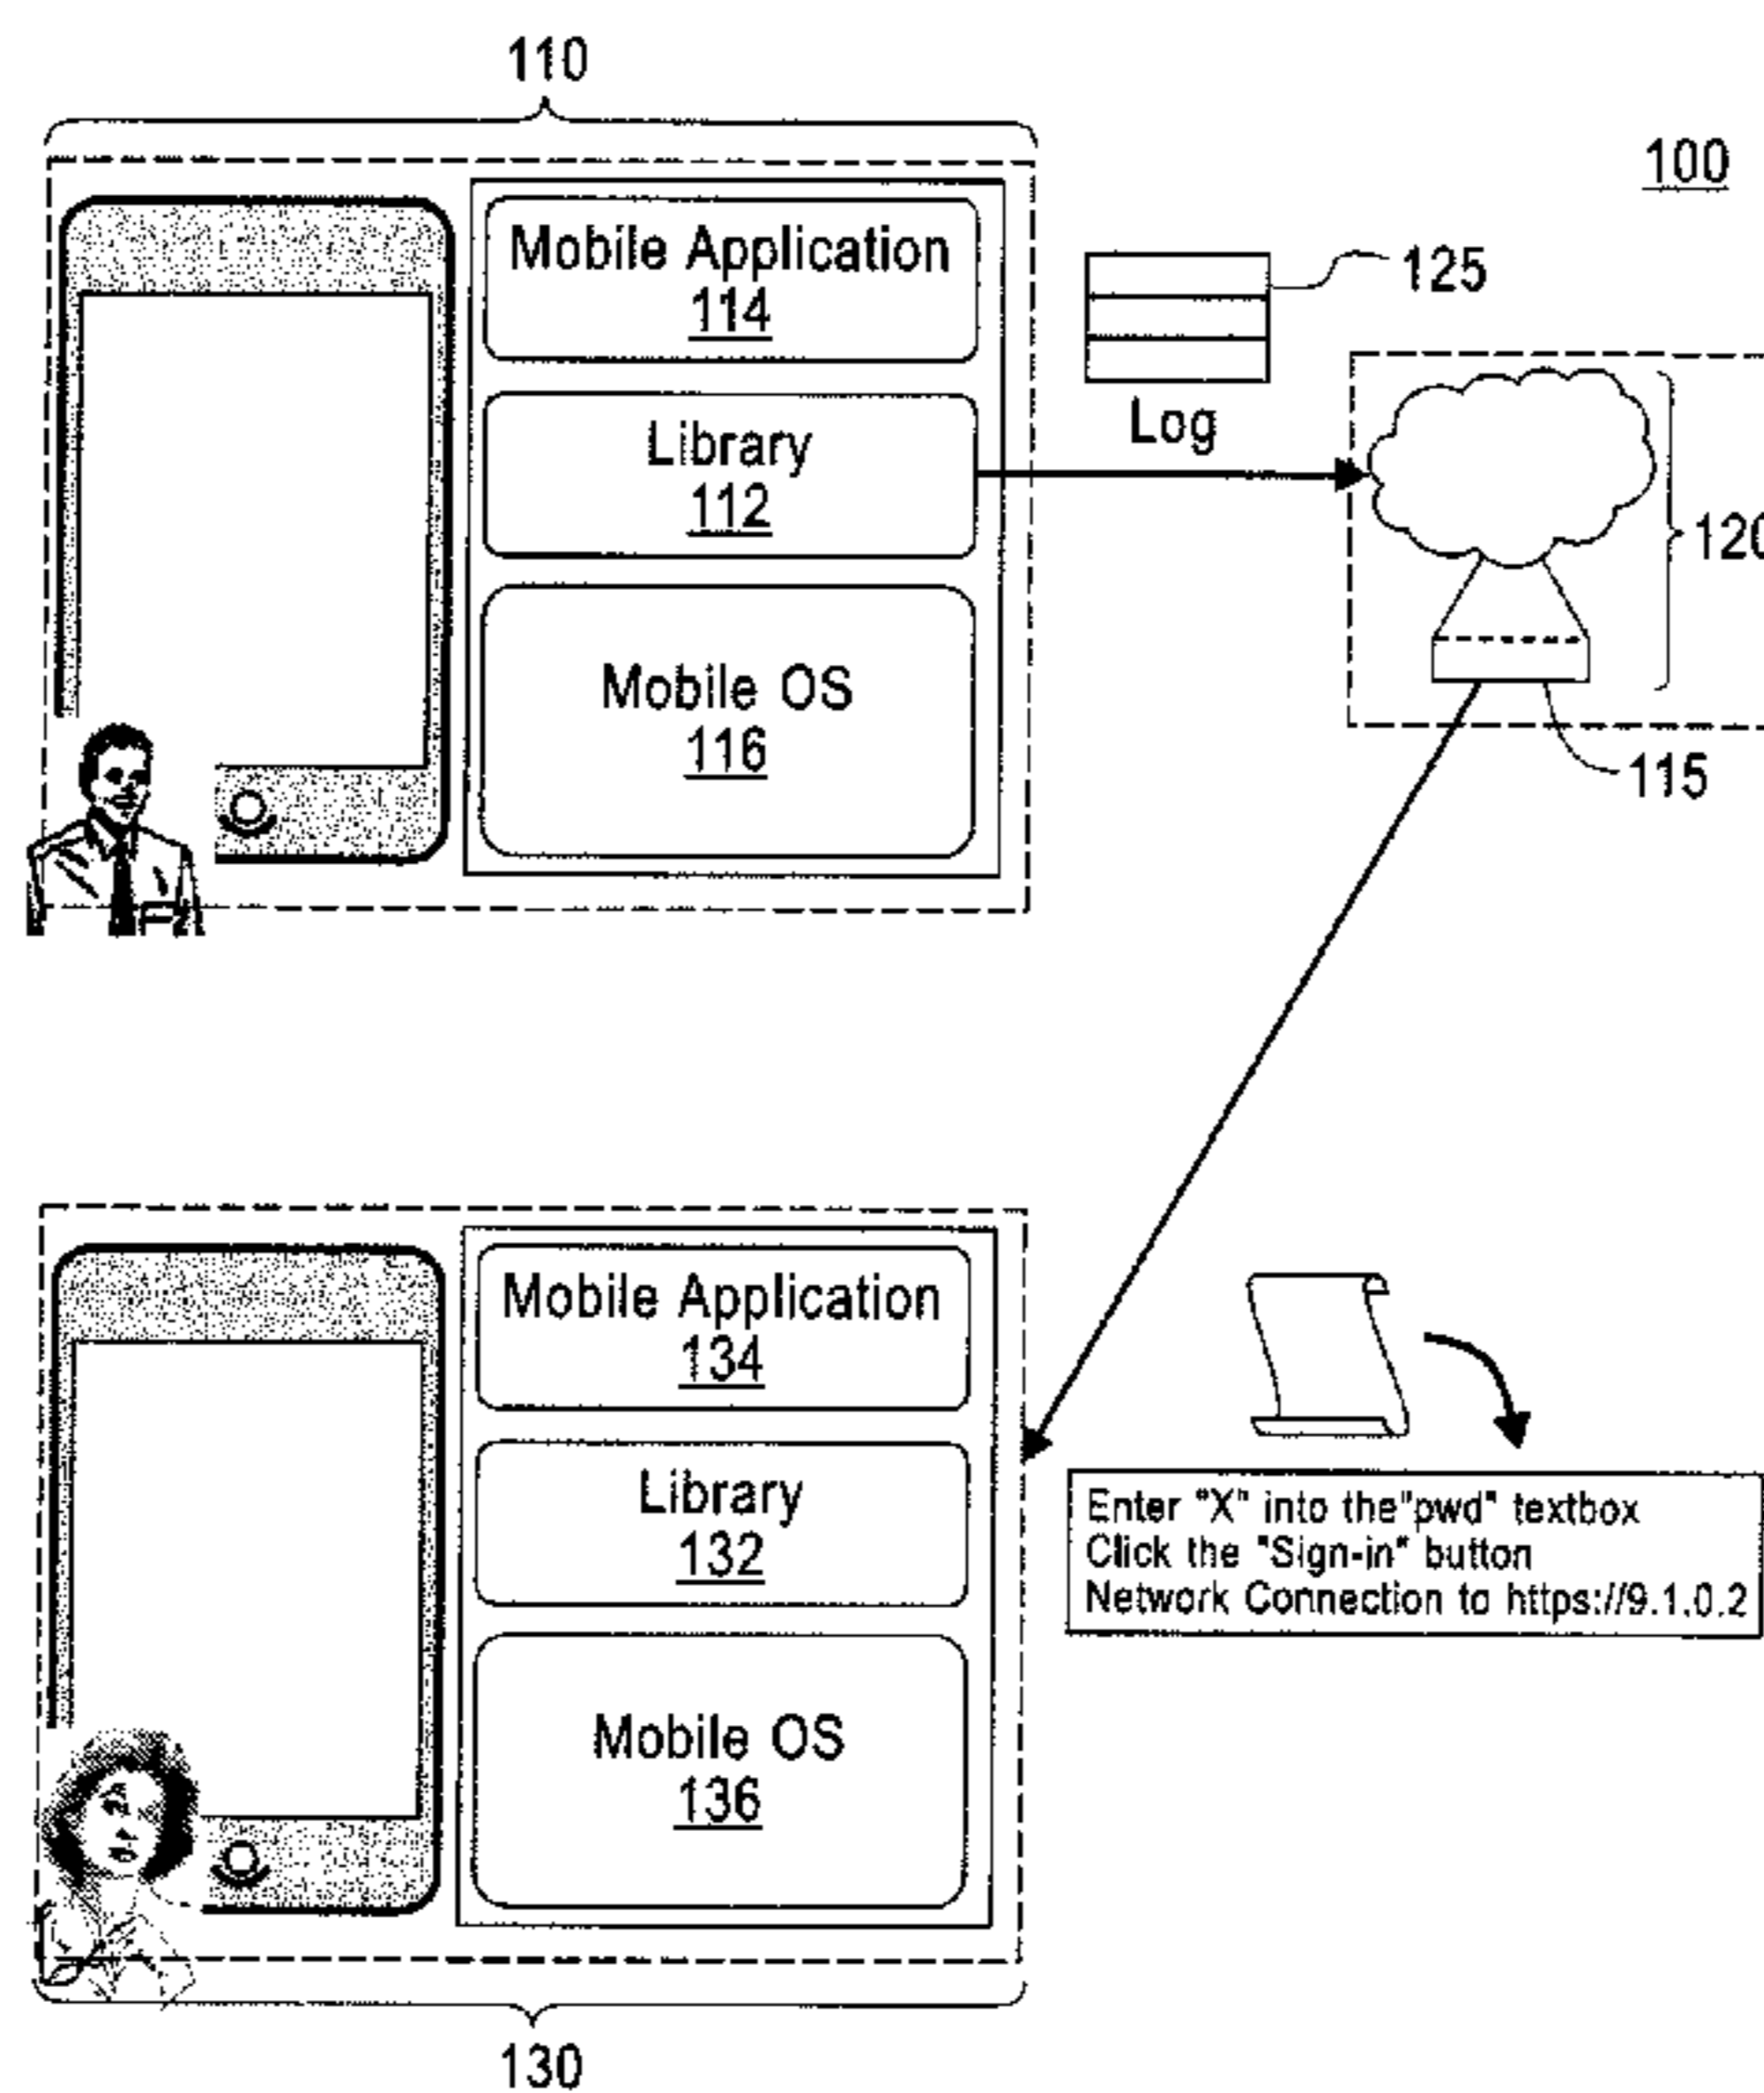 110
100
Mobile Application
114
125
Log
Library
112
120
Mobile OS
116
115
Mobile Application
134
Library
132
Enter "X" into the"pwd" textbox
Click the "Sign-in" button
Network Connection to https://9.1.0.2
Mobile OS
136
130